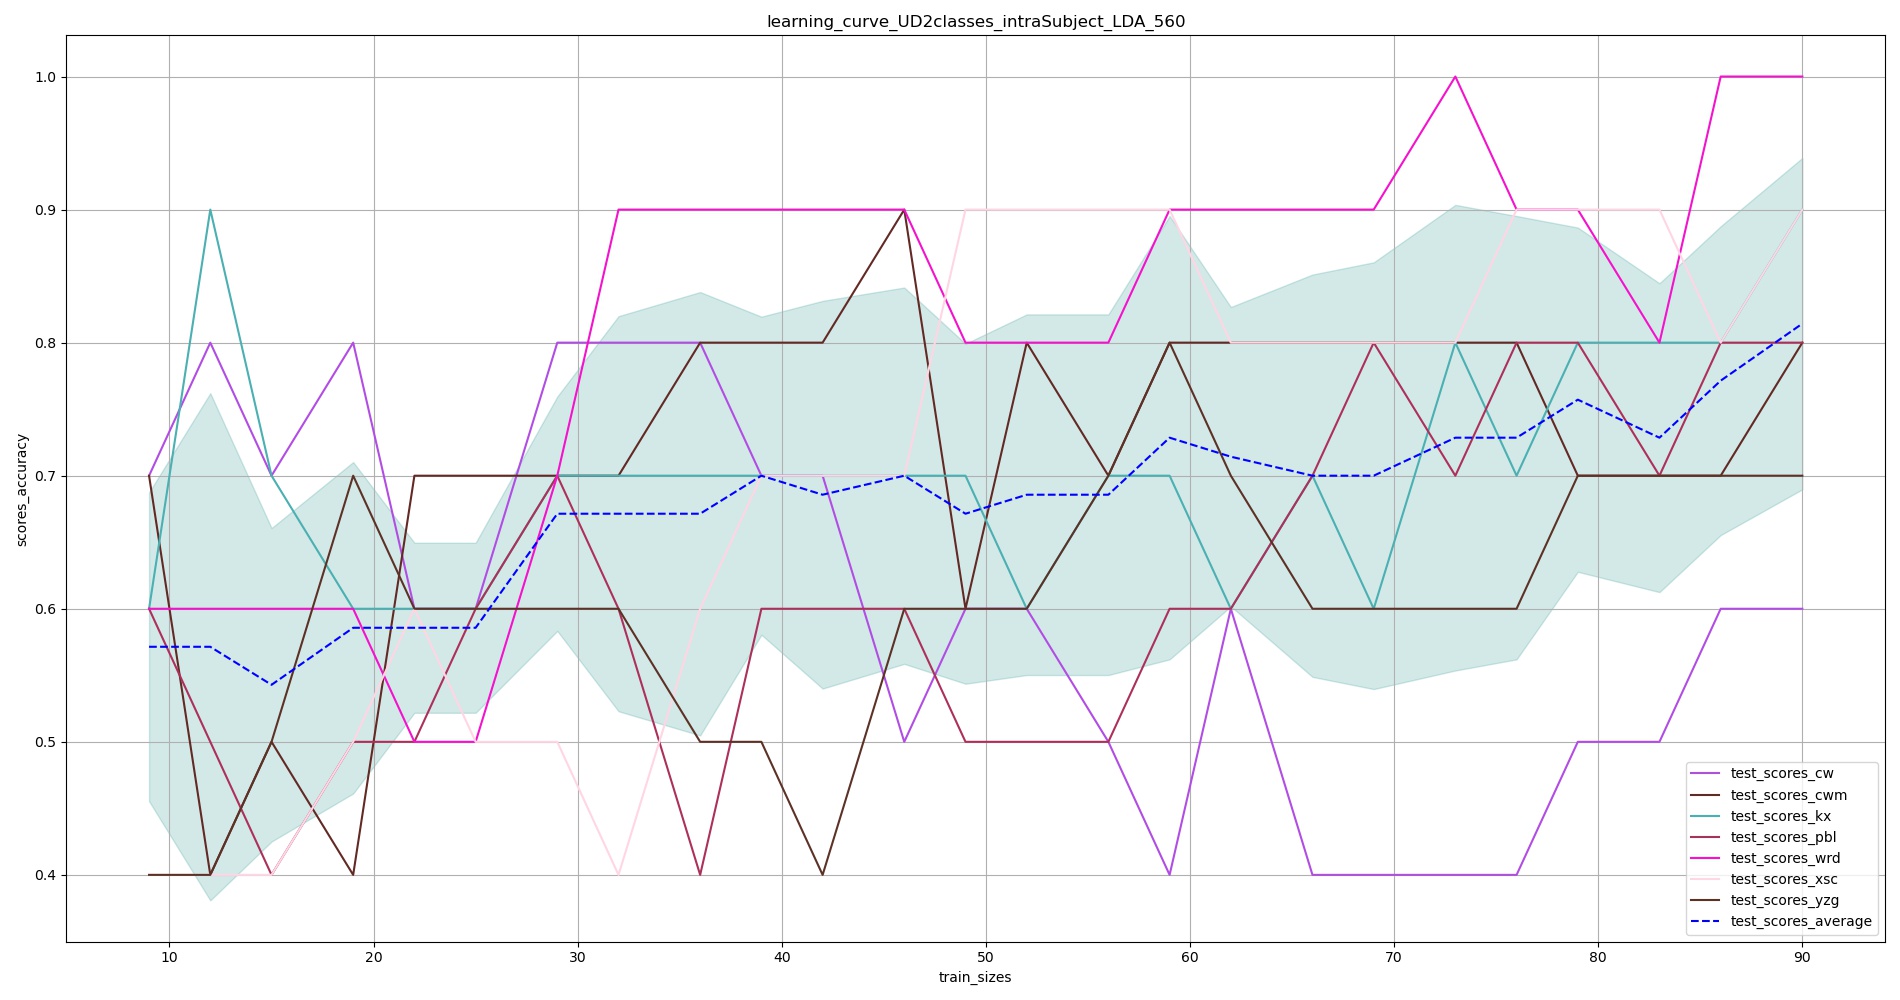 learning_curve_UD2classes_intraSubject_LDA_560
scores_accuracy
1.0
0.9
0.8
0.7
0.6
0.5
0.4
test_scores_cw
test_scores_cwm
test_scores_kx
test_scores_pbl
test_scores_wrd
test_scores_xsc
test_scores_yzg
test_scores_average
10 20 30 40 50 60 70 80 90
train_sizes